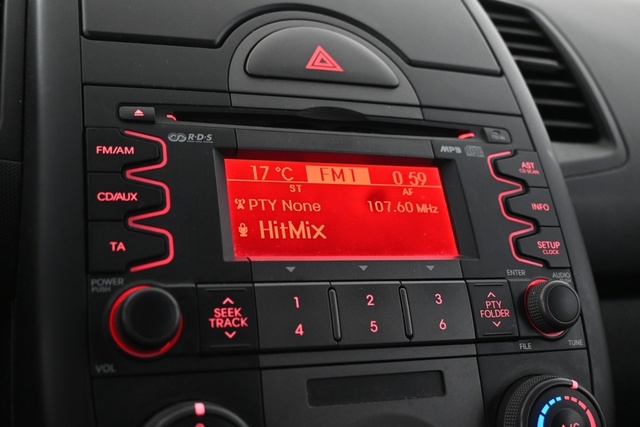 R·D·S
MP3
FM/AM
CD/AUX
TA
17 °C FM1 0 59
ST AF
PTY None 107.60 MHz
HitMix
AST
CD-SCAN
INFO
SETUP
CLOCK
POWER
PUSH
VOL
SEEK
TRACK
1 2 3
4 5 6
PTY
FOLDER
ENTER AUDIO
FILE TUNE
A/C